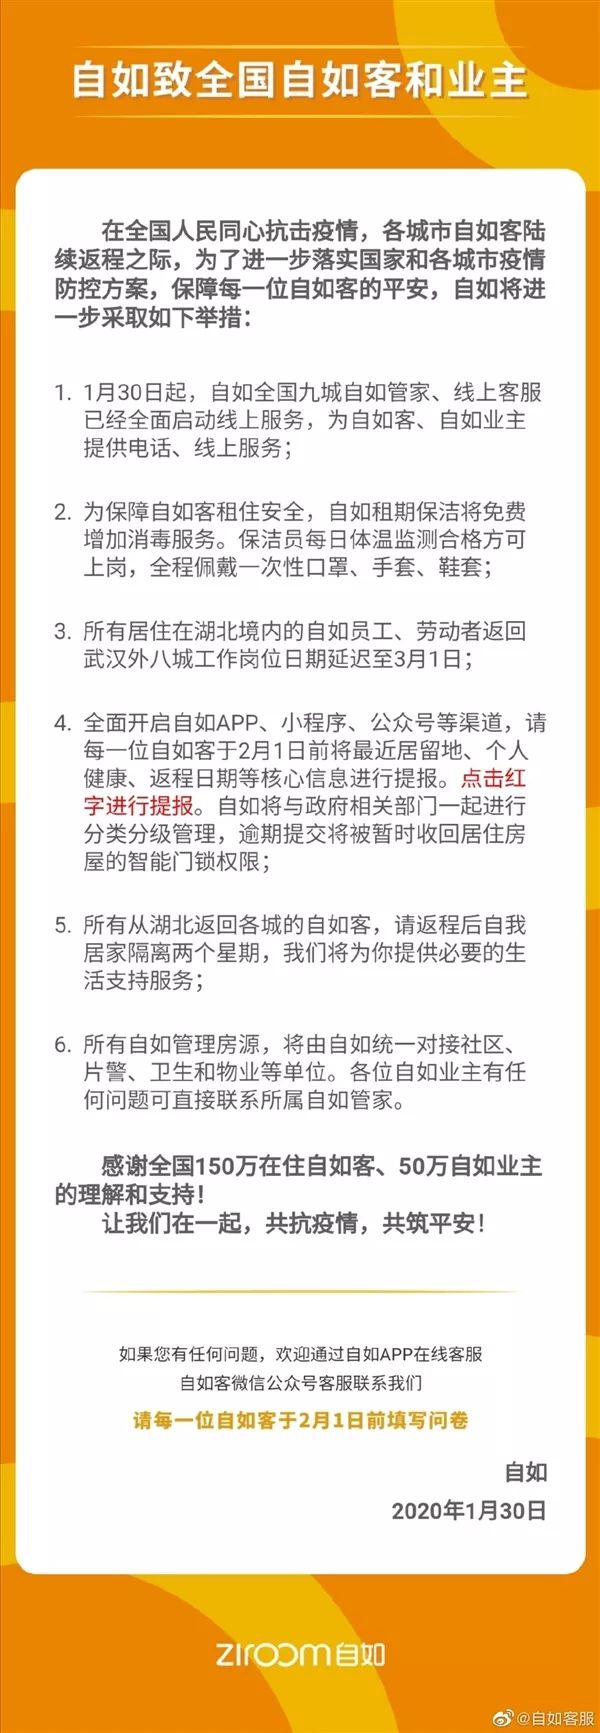 自如致全国自如客和业主
在全国人民同心抗击疫情，各城市自如客陆
续返程之际，为了进一步落实国家和各城市疫情
防控方案，保障每一位自如客的平安，自如将进
一步采取如下举措：
1. 1月30日起，自如全国九城自如管家、线上客服
已经全面启动线上服务，为自如客、自如业主
提供电话、线上服务；
2. 为保障自如客租住安全，自如租期保洁将免费
增加消毒服务。保洁员每日体温监测合格方可
上岗，全程佩戴一次性口罩、手套、鞋套；
3. 所有居住在湖北境内的自如员工、劳动者返回
武汉外八城工作岗位日期延迟至3月1日；
4. 全面开启自如APP、小程序、公众号等渠道，请
每一位自如客于2月1日前将最近居留地、个人
健康、返程日期等核心信息进行提报。点击红
字进行提报。自如将与政府相关部门一起进行
分类分级管理，逾期提交将被暂时收回居住房
屋的智能门锁权限；
5. 所有从湖北返回各城的自如客，请返程后自我
居家隔离两个星期，我们将为你提供必要的生
活支持服务；
6. 所有自如管理房源，将由自如统一对接社区、
片警、卫生和物业等单位。各位自如业主有任
何问题可直接联系所属自如管家。
感谢全国150万在住自如客、50万自如业主
的理解和支持！
让我们在一起，共抗疫情，共筑平安！
如果您有任何问题，欢迎通过自如APP在线客服
自如客微信公众号客服联系我们
请每一位自如客于2月1日前填写问卷
自如
2020年1月30日
ziroom自如
@自如客服